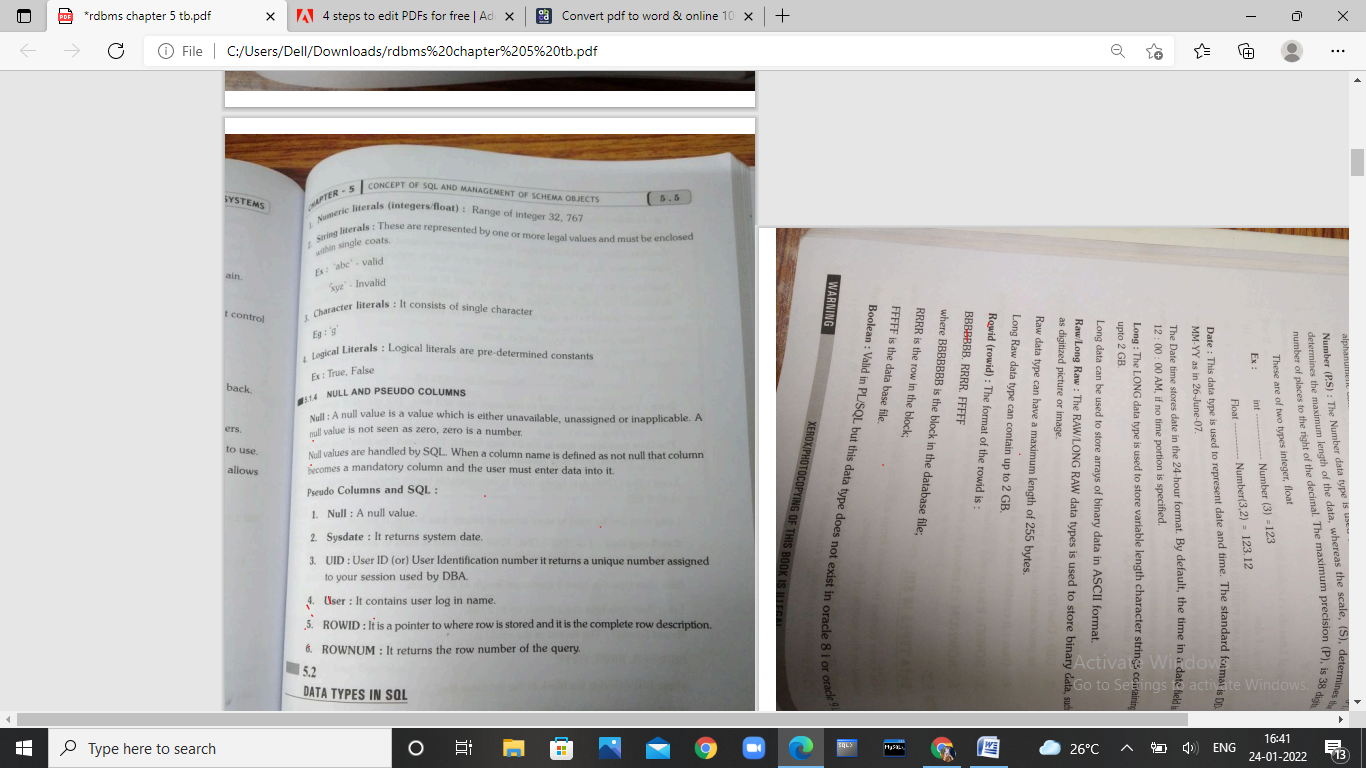 *rdbms chapter 5 tb.pdf
4 steps to edit PDFs for free | Ad
Convert pdf to word & online 10
File
C:/Users/Dell/Downloads/rdbms%20chapter%205%20tb.pdf
SYSTEMS
ain.
t control
back.
ers.
to use.
allows
CHAPTER - 5 | CONCEPT OF SQL AND MANAGEMENT OF SCHEMA OBJECTS
5.5
1. Numeric literals (integers/float) : Range of integer 32, 767
2. String literals : These are represented by one or more legal values and must be enclosed
within single coats.
Ex : 'abc' - valid
'xyz' - Invalid
3. Character literals : It consists of single character
Eg : 'g'
4. Logical Literals : Logical literals are pre-determined constants
Ex : True, False
5.1.4 NULL AND PSEUDO COLUMNS
Null : A null value is a value which is either unavailable, unassigned or inapplicable. A
null value is not seen as zero, zero is a number.
Null values are handled by SQL. When a column name is defined as not null that column
becomes a mandatory column and the user must enter data into it.
Pseudo Columns and SQL :
1. Null : A null value.
2. Sysdate : It returns system date.
3. UID : User ID (or) User Identification number it returns a unique number assigned
to your session used by DBA.
4. User : It contains user log in name.
5. ROWID : It is a pointer to where row is stored and it is the complete row description.
6. ROWNUM : It returns the row number of the query.
5.2
DATA TYPES IN SQL
Number (P,S) : The Number data type is used
determines the maximum length of the data, whereas the scale, (S), determines the
number of places to the right of the decimal. The maximum precision (P), is 38 digits
These are of two types integer, float
Ex : int ............... Number (3) =123
Float ............... Number(3,2) = 123.12
Date : This data type is used to represent date and time. The standard format is DD-
MM-YY as in 26-June-07.
The Date time stores date in the 24-hour format. By default, the time in a date field is
12 : 00 : 00 AM, if no time portion is specified.
Long : The LONG data type is used to store variable length character strings containing
upto 2 GB.
Long data can be used to store arrays of binary data in ASCII format.
Raw/Long Raw : The RAW/LONG RAW data types is used to store binary data, such
as digitized picture or image.
Raw data type can have a maximum length of 255 bytes.
Long Raw data type can contain up to 2 GB.
Rowid (rowid) : The format of the rowid is :
BBBBBBB. RRRR. FFFFF
where BBBBBBB is the block in the database file;
RRRR is the row in the block;
FFFFF is the data base file.
Boolean : Valid in PL/SQL but this data type does not exist in oracle 8 i or oracle 9i
WARNING
XEROX/PHOTOCOPYING OF THIS BOOK IS ILLEGAL
Activate Windows
Go to Settings to activate Windows.
Type here to search
26°C
ENG
16:41
24-01-2022
13